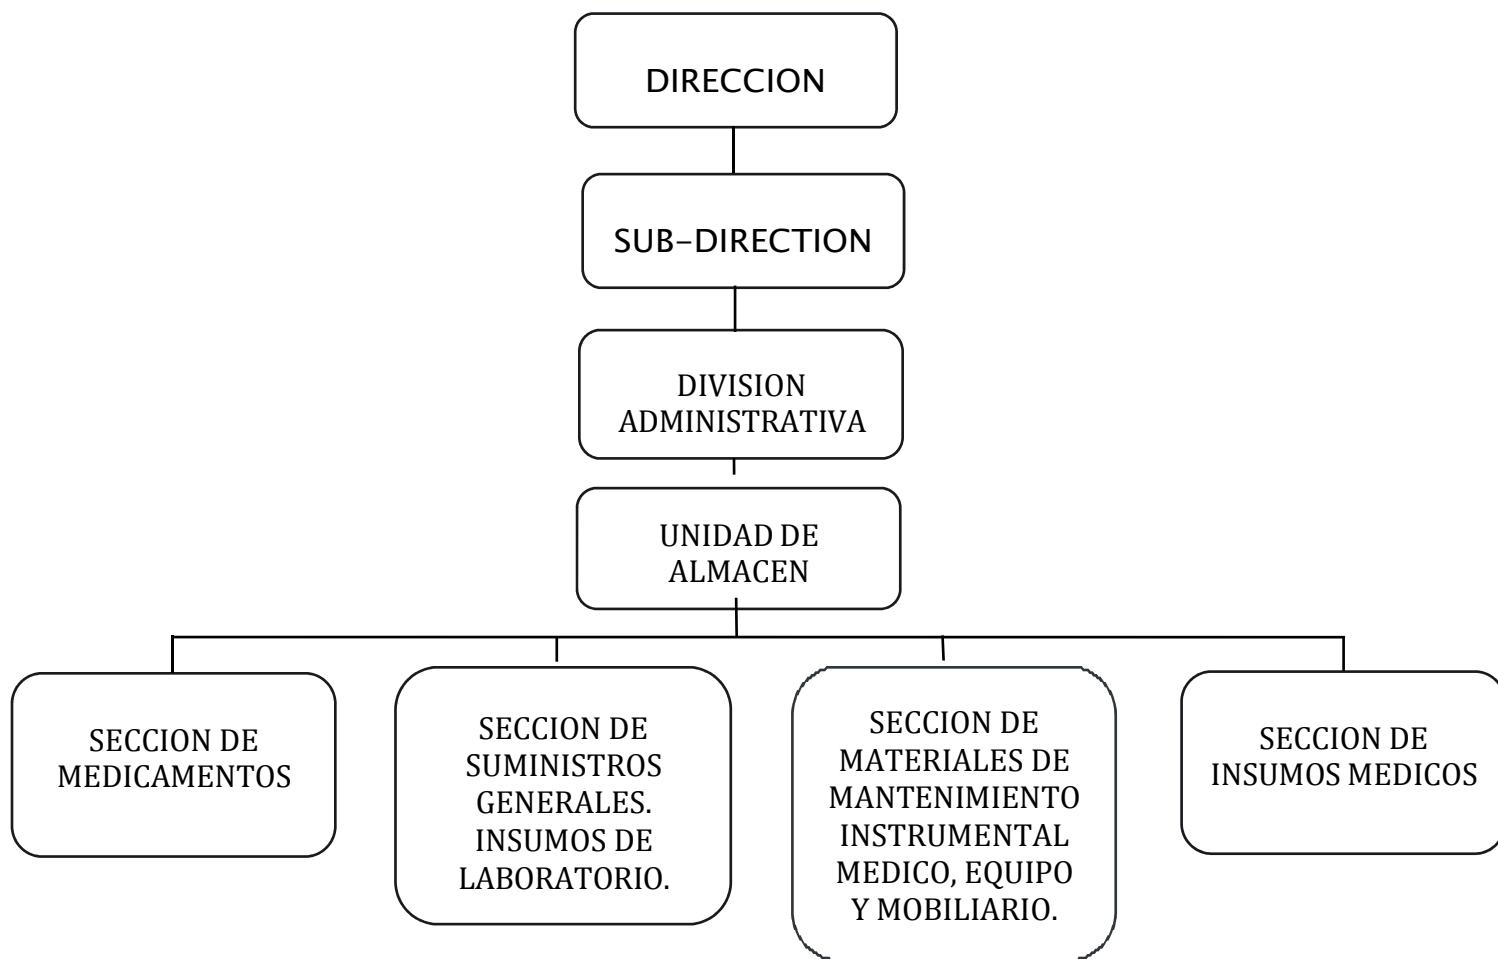 DIRECCION
SUB-DIRECTION
DIVISION
ADMINISTRATIVA
UNIDAD DE
ALMACEN
SECCION DE
MEDICAMENTOS
SECCION DE
SUMINISTROS
GENERALES.
INSUMOS DE
LABORATORIO.
SECCION DE
MATERIALES DE
MANTENIMIENTO
INSTRUMENTAL
MEDICO, EQUIPO
Y MOBILIARIO.
SECCION DE
INSUMOS MEDICOS